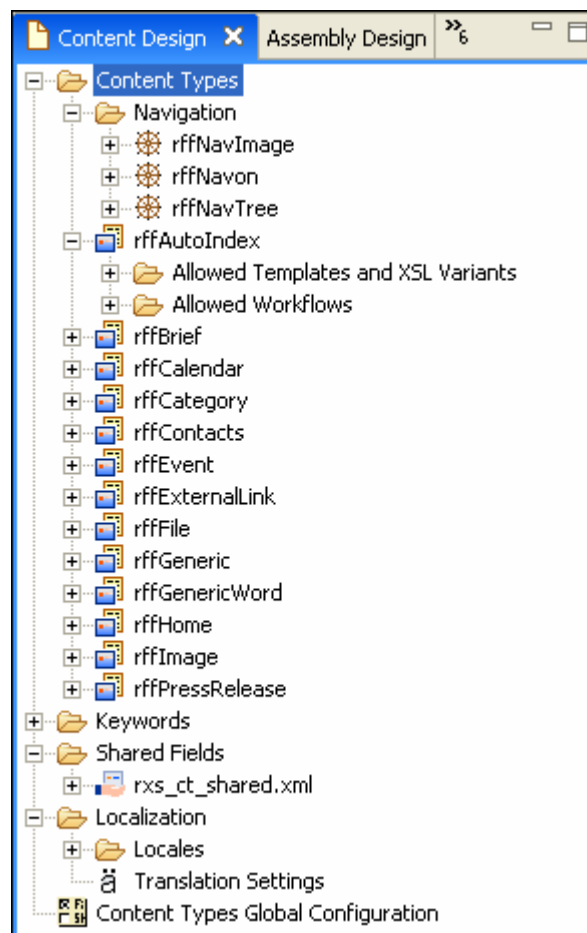 Content Design Assembly Design »6
Content Types
Navigation
rffNavImage
rffNavon
rffNavTree
rffAutoIndex
Allowed Templates and XSL Variants
Allowed Workflows
rffBrief
rffCalendar
rffCategory
rffContacts
rffEvent
rffExternalLink
rffFile
rffGeneric
rffGenericWord
rffHome
rffImage
rffPressRelease
Keywords
Shared Fields
rxs_ct_shared.xml
Localization
Locales
ä Translation Settings
Content Types Global Configuration